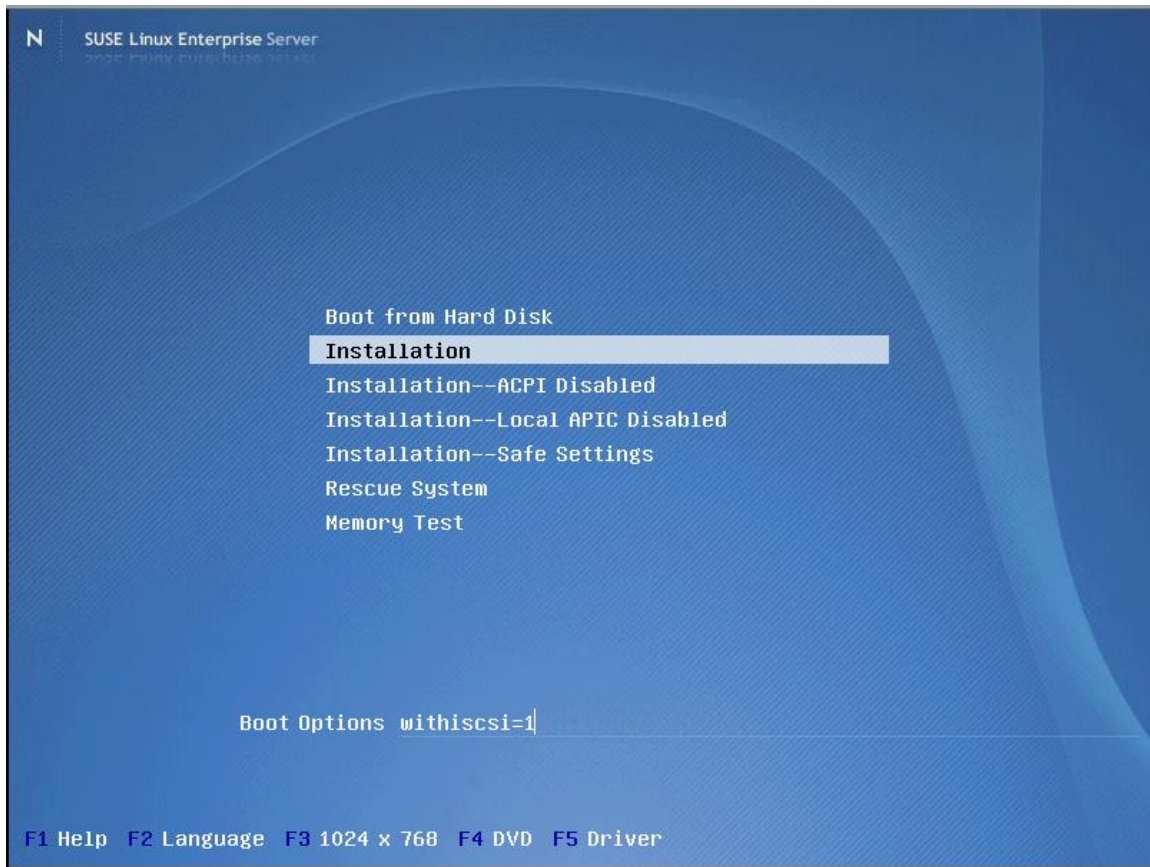 N SUSE Linux Enterprise Server
Boot from Hard Disk
Installation
Installation--ACPI Disabled
Installation--Local APIC Disabled
Installation--Safe Settings
Rescue System
Memory Test
Boot Options withiscsi=1
F1 Help F2 Language F3 1024 x 768 F4 DVD F5 Driver